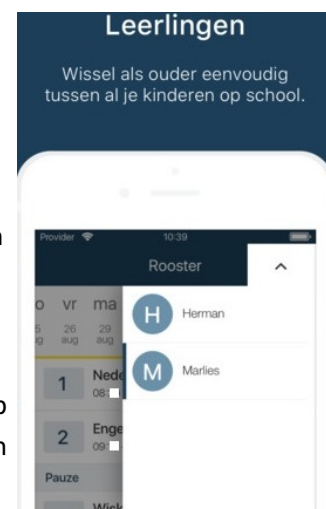 Leerlingen
Wissel als ouder eenvoudig
tussen al je kinderen op school.
Provider 10:39
Rooster
vr ma
26 29
aug aug aug
H Herman
M Marlies
1 Nede
08:
2 Enge
09:
Pauze